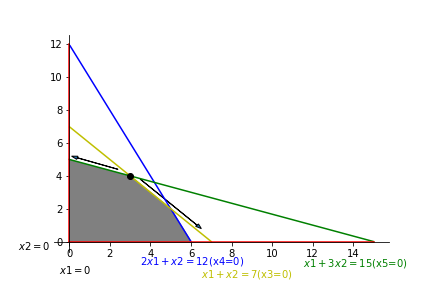 12
10
8
6
4
2
0
0 2 4 6 8 10 12 14
x2 = 0
x1 = 0
2x1 + x2 = 12(x4=0)
x1 + x2 = 7(x3=0)
x1 + 3x2 = 15(x5=0)